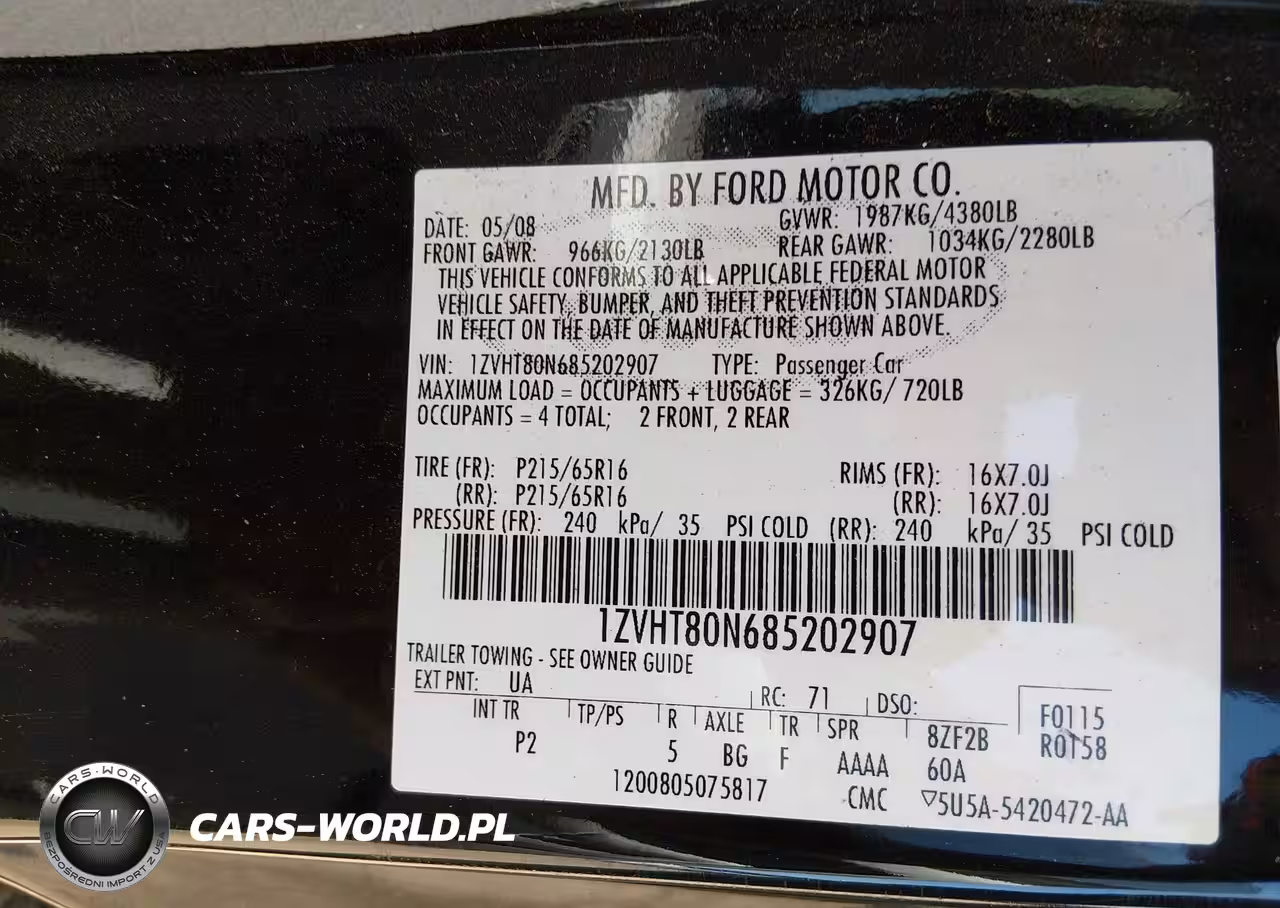 MFD. BY FORD MOTOR CO.
DATE: 05/08 GVWR: 1987KG/4380LB
FRONT GAWR: 966KG/2130LB REAR GAWR: 1034KG/2280LB
THIS VEHICLE CONFORMS TO ALL APPLICABLE FEDERAL MOTOR
VEHICLE SAFETY, BUMPER, AND THEFT PREVENTION STANDARDS
IN EFFECT ON THE DATE OF MANUFACTURE SHOWN ABOVE.
VIN: 1ZVHT80N685202907 TYPE: Passenger Car
MAXIMUM LOAD = OCCUPANTS + LUGGAGE = 326KG/ 720LB
OCCUPANTS = 4 TOTAL; 2 FRONT, 2 REAR
TIRE (FR): P215/65R16 RIMS (FR): 16X7.0J
(RR): P215/65R16 (RR): 16X7.0J
PRESSURE (FR): 240 kPa/ 35 PSI COLD (RR): 240 kPa/ 35 PSI COLD
1ZVHT80N685202907
TRAILER TOWING - SEE OWNER GUIDE
EXT PNT: UA RC: 71 DSO: F0115
INT TR TP/PS R AXLE TR SPR 8ZF2B R0158
P2 5 BG F AAAA 60A
1200805075817 CMC ▽5U5A-5420472-AA
CARS-WORLD
CW
BEZPOŚREDNI IMPORT Z USA
CARS-WORLD.PL